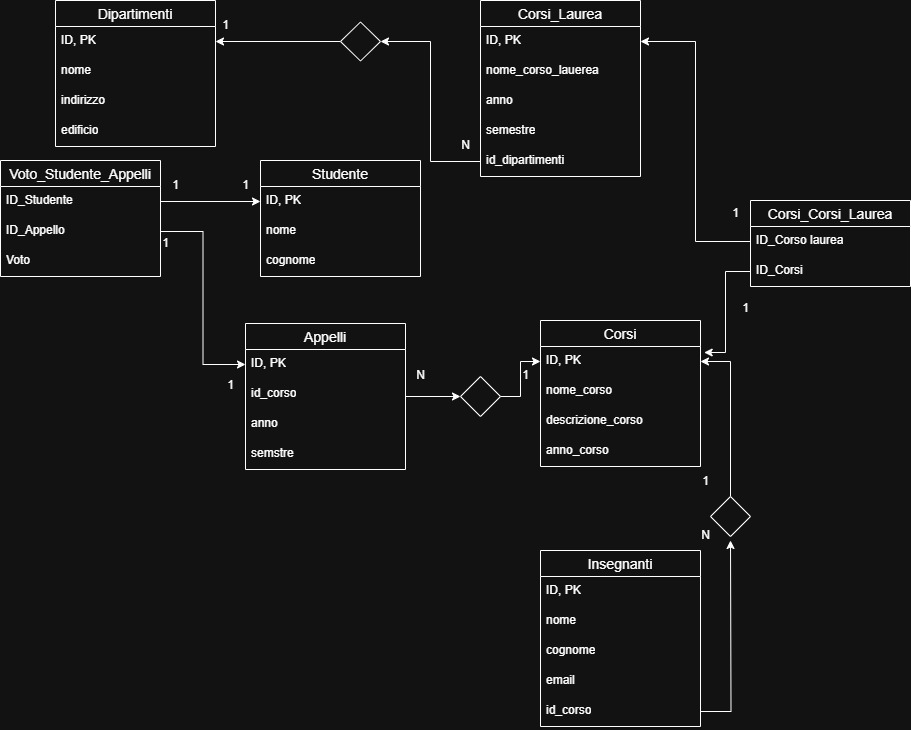 Dipartimenti
ID, PK
nome
indirizzo
edificio
1
Corsi_Laurea
ID, PK
nome_corso_lauerea
anno
semestre
id_dipartimenti
N
Voto_Studente_Appelli
ID_Studente
ID_Appello
Voto
1
1
1
Studente
ID, PK
nome
cognome
Corsi_Corsi_Laurea
ID_Corso laurea
ID_Corsi
1
1
Appelli
ID, PK
id_corso
anno
semstre
1
N
1
Corsi
ID, PK
nome_corso
descrizione_corso
anno_corso
1
N
Insegnanti
ID, PK
nome
cognome
email
id_corso